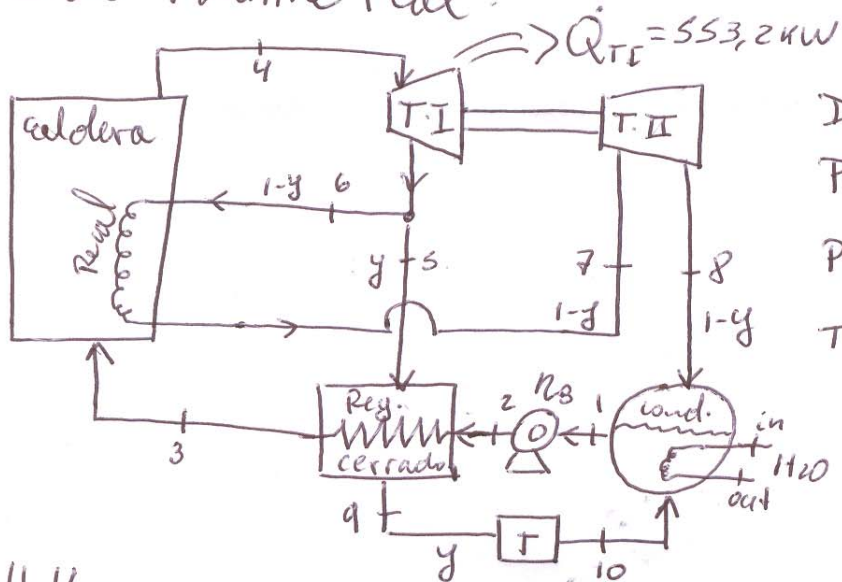 Q̇TI = 553,2 kW
4
Caldera
T.I
T.II
1-y 6
Recal
y 5
7
8
1-y
1-y
3
Reg.
cerrado
2
ηB
1
cond.
in
H2O
out
9
y
T
10
D
P
P
T